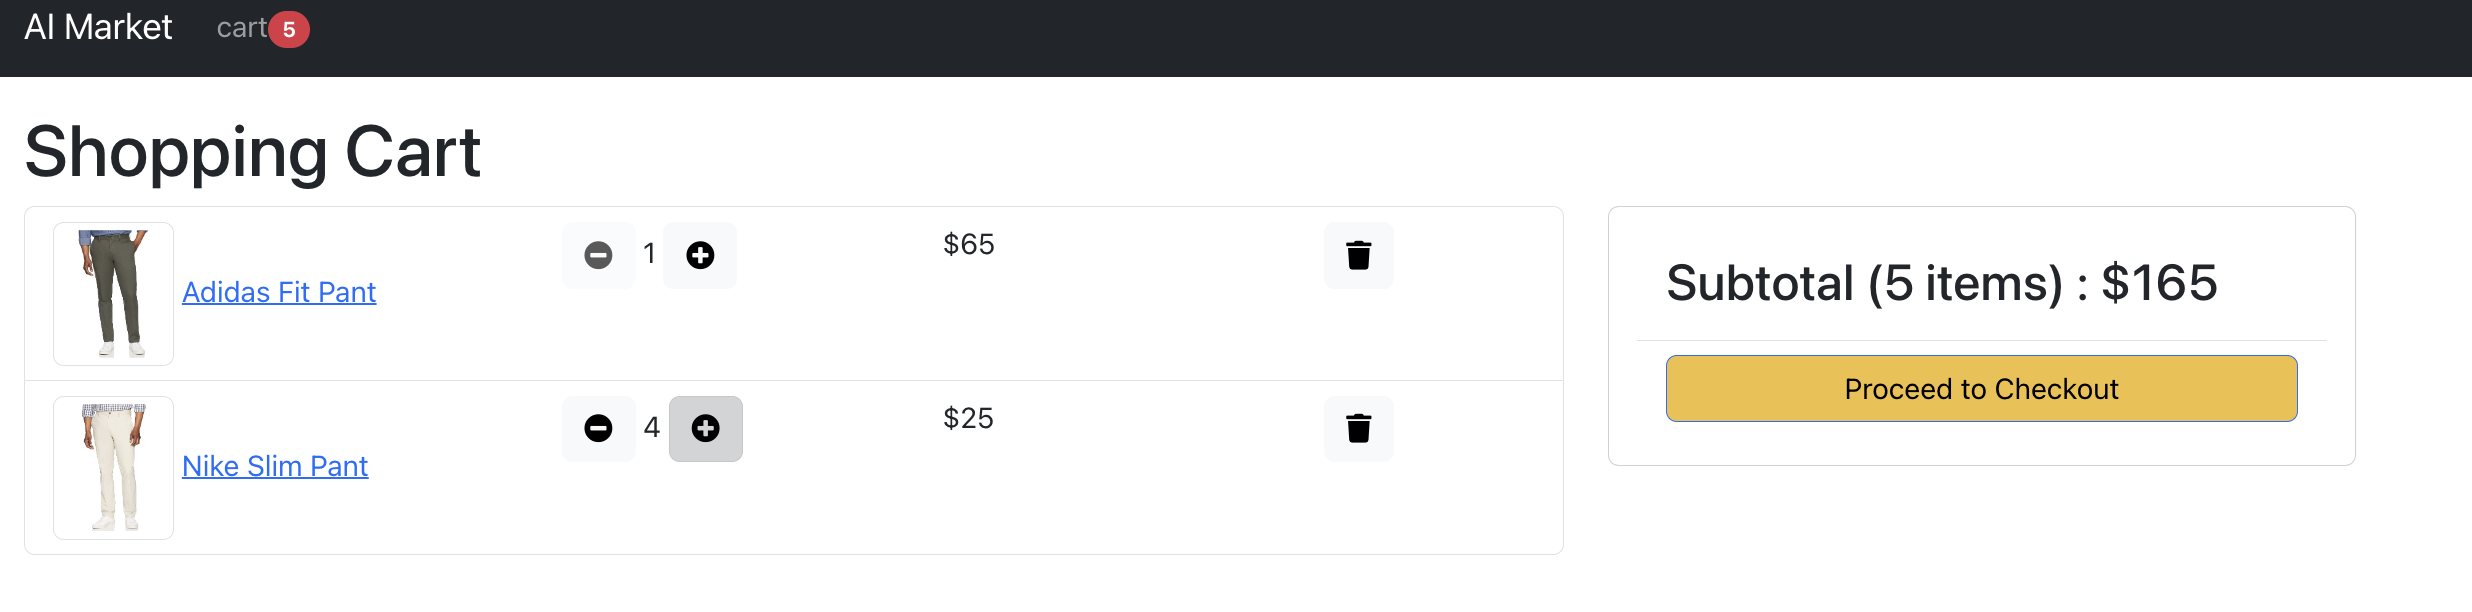 AI Market cart 5
Shopping Cart
Adidas Fit Pant 1 $65
Nike Slim Pant 4 $25
Subtotal (5 items) : $165
Proceed to Checkout